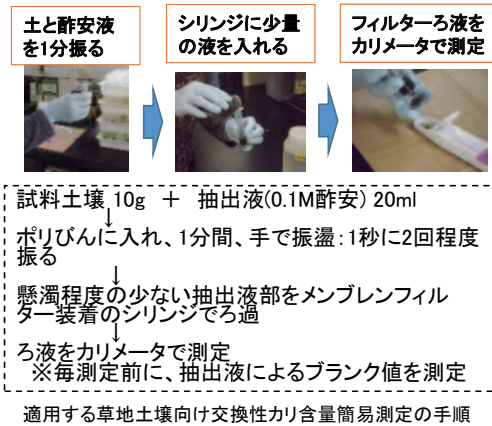 土と酢安液
を1分振る
シリンジに少量
の液を入れる
フィルターろ液を
カリメータで測定
試料土壌 10g ＋ 抽出液(0.1M酢安) 20ml
↓
ポリびんに入れ、1分間、手で振盪：1秒に2回程度
振る
↓
懸濁程度の少ない抽出液部をメンブレンフィル
ター装着のシリンジでろ過
↓
ろ液をカリメータで測定
※毎測定前に、抽出液によるブランク値を測定
適用する草地土壌向け交換性カリ含量簡易測定の手順